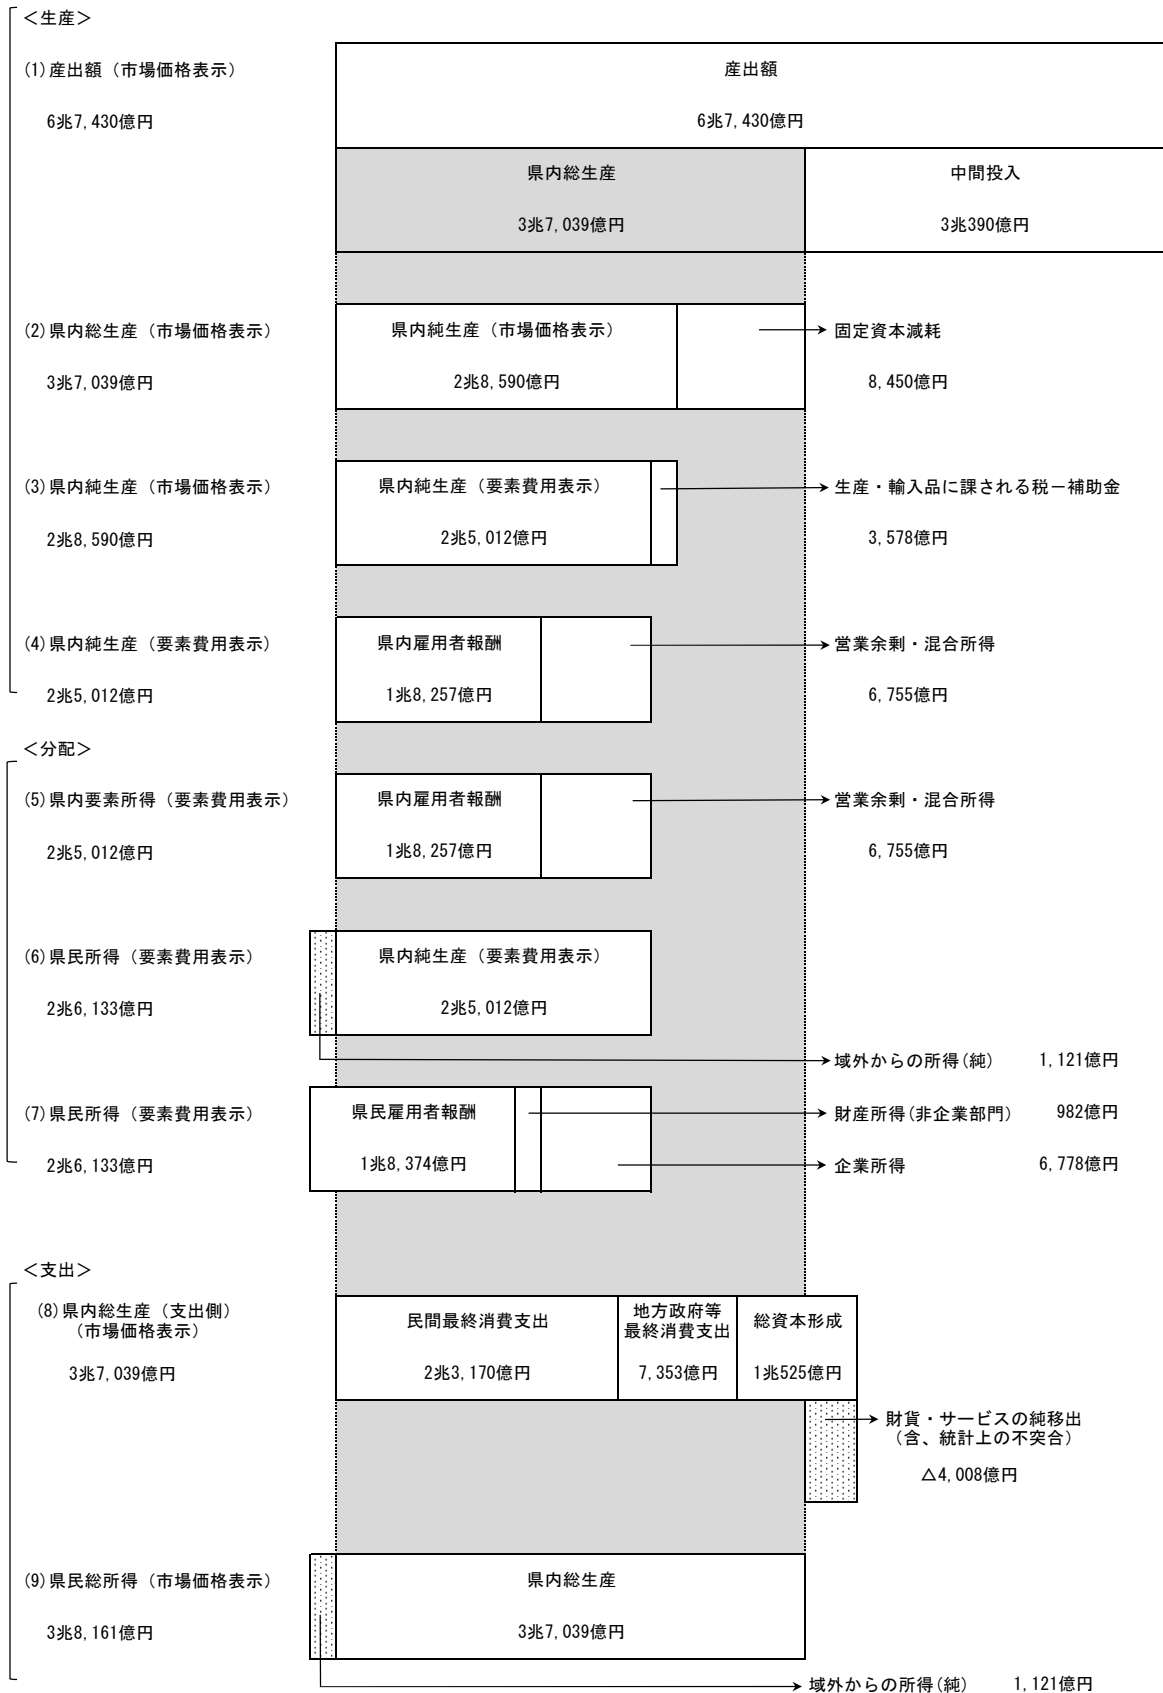 ＜生産＞
(1)産出額（市場価格表示）
6兆7,430億円
産出額
6兆7,430億円
県内総生産
3兆7,039億円
中間投入
3兆390億円
(2)県内総生産（市場価格表示）
3兆7,039億円
県内純生産（市場価格表示）
2兆8,590億円
固定資本減耗
8,450億円
(3)県内純生産（市場価格表示）
2兆8,590億円
県内純生産（要素費用表示）
2兆5,012億円
生産・輸入品に課される税－補助金
3,578億円
(4)県内純生産（要素費用表示）
2兆5,012億円
県内雇用者報酬
1兆8,257億円
営業余剰・混合所得
6,755億円
＜分配＞
(5)県内要素所得（要素費用表示）
2兆5,012億円
県内雇用者報酬
1兆8,257億円
営業余剰・混合所得
6,755億円
(6)県民所得（要素費用表示）
2兆6,133億円
県内純生産（要素費用表示）
2兆5,012億円
域外からの所得(純) 1,121億円
(7)県民所得（要素費用表示）
2兆6,133億円
県民雇用者報酬
1兆8,374億円
財産所得(非企業部門) 982億円
企業所得 6,778億円
＜支出＞
(8)県内総生産（支出側）
（市場価格表示）
3兆7,039億円
民間最終消費支出
2兆3,170億円
地方政府等
最終消費支出
7,353億円
総資本形成
1兆525億円
財貨・サービスの純移出
（含、統計上の不突合）
△4,008億円
(9)県民総所得（市場価格表示）
3兆8,161億円
県内総生産
3兆7,039億円
域外からの所得(純) 1,121億円